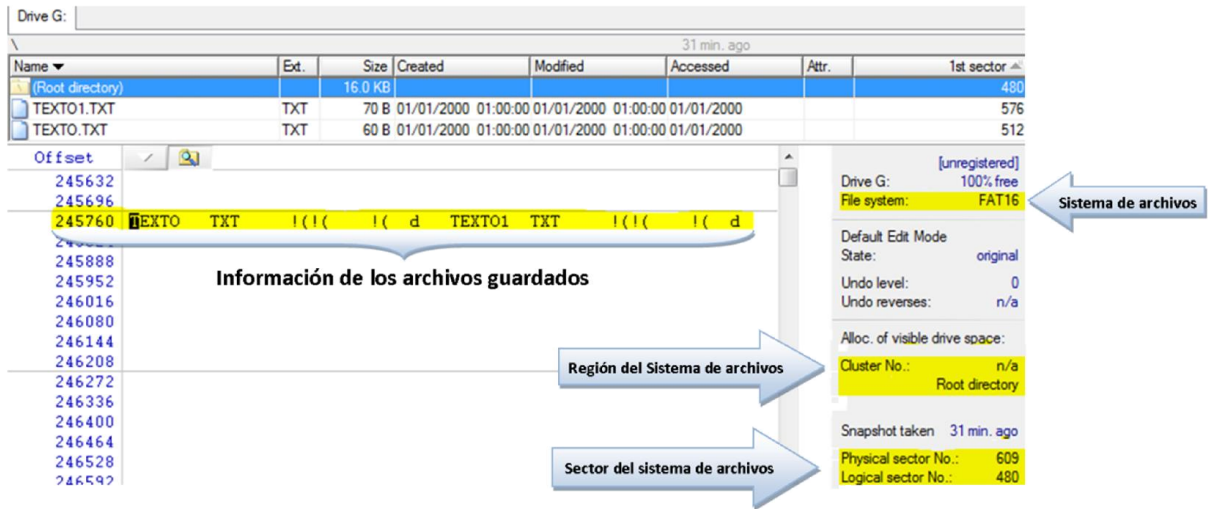 Drive G:
\ 31 min. ago
Name Ext. Size Created Modified Accessed Attr. 1st sector
(Root directory) 16.0 KB 480
TEXTO1.TXT TXT 70 B 01/01/2000 01:00:00 01/01/2000 01:00:00 01/01/2000 576
TEXTO.TXT TXT 60 B 01/01/2000 01:00:00 01/01/2000 01:00:00 01/01/2000 512
Offset
245632
245696
245760 TEXTO TXT !(!( !( d TEXTO1 TXT !(!( !( d
245888
245952
246016
246080
246144
246208
246272
246336
246400
246464
246528
246592
Información de los archivos guardados
[unregistered]
Drive G: 100% free
File system: FAT16
Sistema de archivos
Default Edit Mode
State: original
Undo level: 0
Undo reverses: n/a
Alloc. of visible drive space:
Región del Sistema de archivos
Cluster No.: n/a
Root directory
Snapshot taken 31 min. ago
Sector del sistema de archivos
Physical sector No.: 609
Logical sector No.: 480